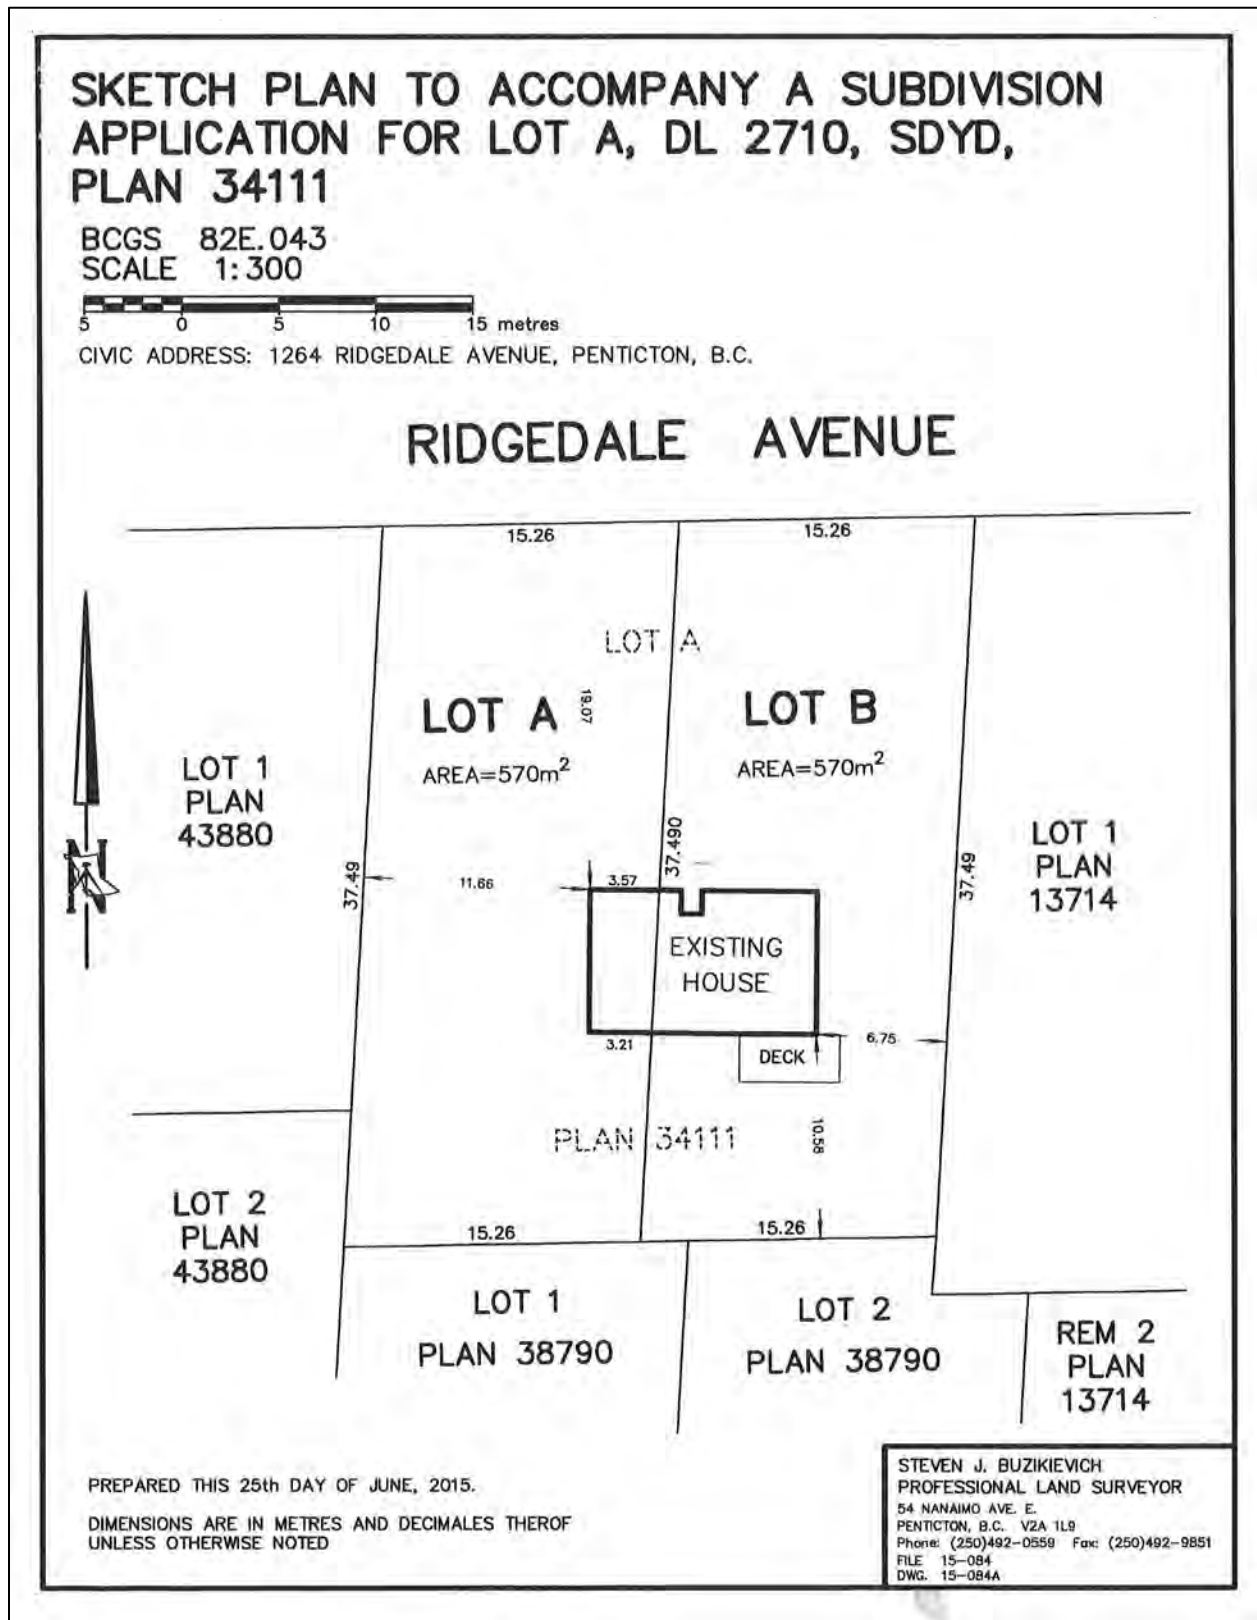 SKETCH PLAN TO ACCOMPANY A SUBDIVISION
APPLICATION FOR LOT A, DL 2710, SDYD,
PLAN 34111
BCGS 82E.043
SCALE 1:300
5 0 5 10 15 metres
CIVIC ADDRESS: 1264 RIDGEDALE AVENUE, PENTICTON, B.C.
RIDGEDALE AVENUE
15.26 15.26
LOT A
19.07
LOT A
LOT B
AREA=570m²
AREA=570m²
LOT 1
PLAN
43880
LOT 1
PLAN
13714
N
37.49
37.490
37.49
11.66
3.57
EXISTING
HOUSE
3.21
DECK
6.75
PLAN 34111
10.58
LOT 2
PLAN
43880
15.26
15.26
LOT 1
PLAN 38790
LOT 2
PLAN 38790
REM 2
PLAN
13714
PREPARED THIS 25th DAY OF JUNE, 2015.
DIMENSIONS ARE IN METRES AND DECIMALES THEROF
UNLESS OTHERWISE NOTED
STEVEN J. BUZIKIEVICH
PROFESSIONAL LAND SURVEYOR
54 NANAIMO AVE. E.
PENTICTON, B.C. V2A 1L9
Phone: (250)492-0559 Fax: (250)492-9851
FILE 15-084
DWG. 15-084A